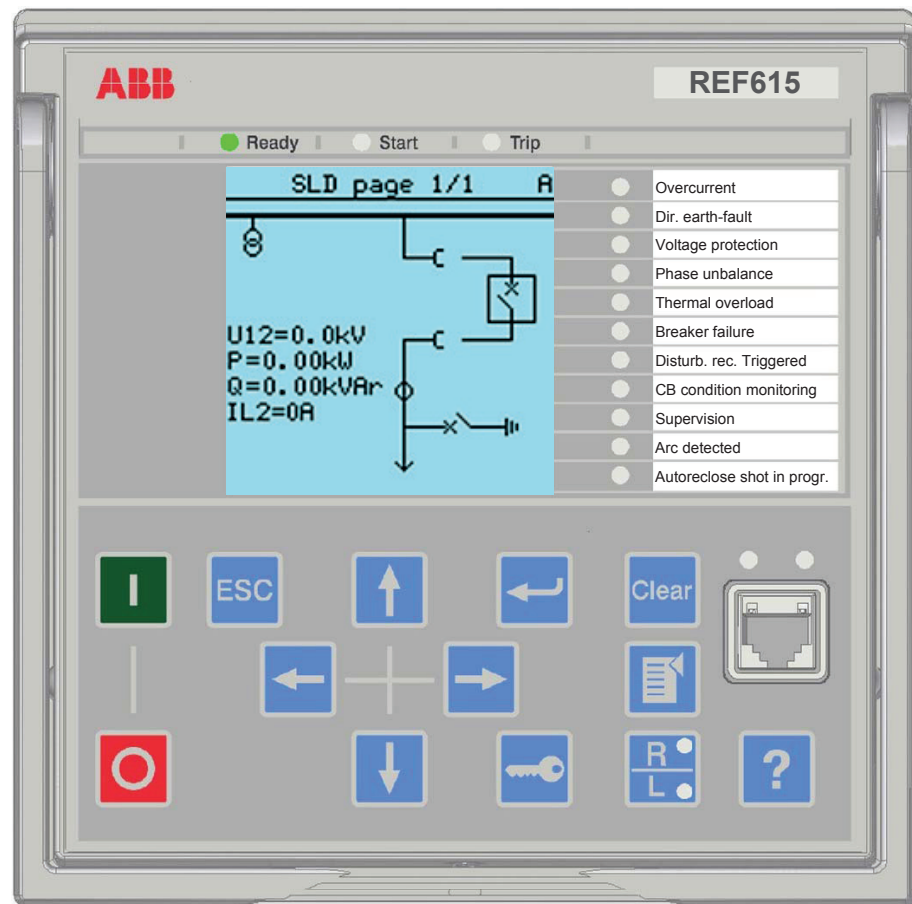 ABB
REF615
Ready
Start
Trip
SLD page 1/1 A
U12=0.0kV
P=0.00kW
Q=0.00kVAr
IL2=0A
Overcurrent
Dir. earth-fault
Voltage protection
Phase unbalance
Thermal overload
Breaker failure
Disturb. rec. Triggered
CB condition monitoring
Supervision
Arc detected
Autoreclose shot in progr.
I
ESC
Clear
O
R
L
?